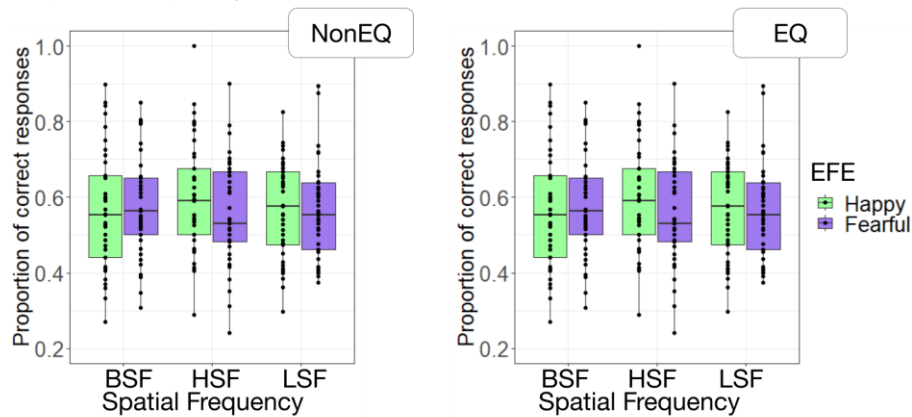 NonEQ
Proportion of correct responses
1.0
0.8
0.6
0.4
0.2
BSF HSF LSF
Spatial Frequency
EQ
Proportion of correct responses
1.0
0.8
0.6
0.4
0.2
BSF HSF LSF
Spatial Frequency
EFE
Happy
Fearful